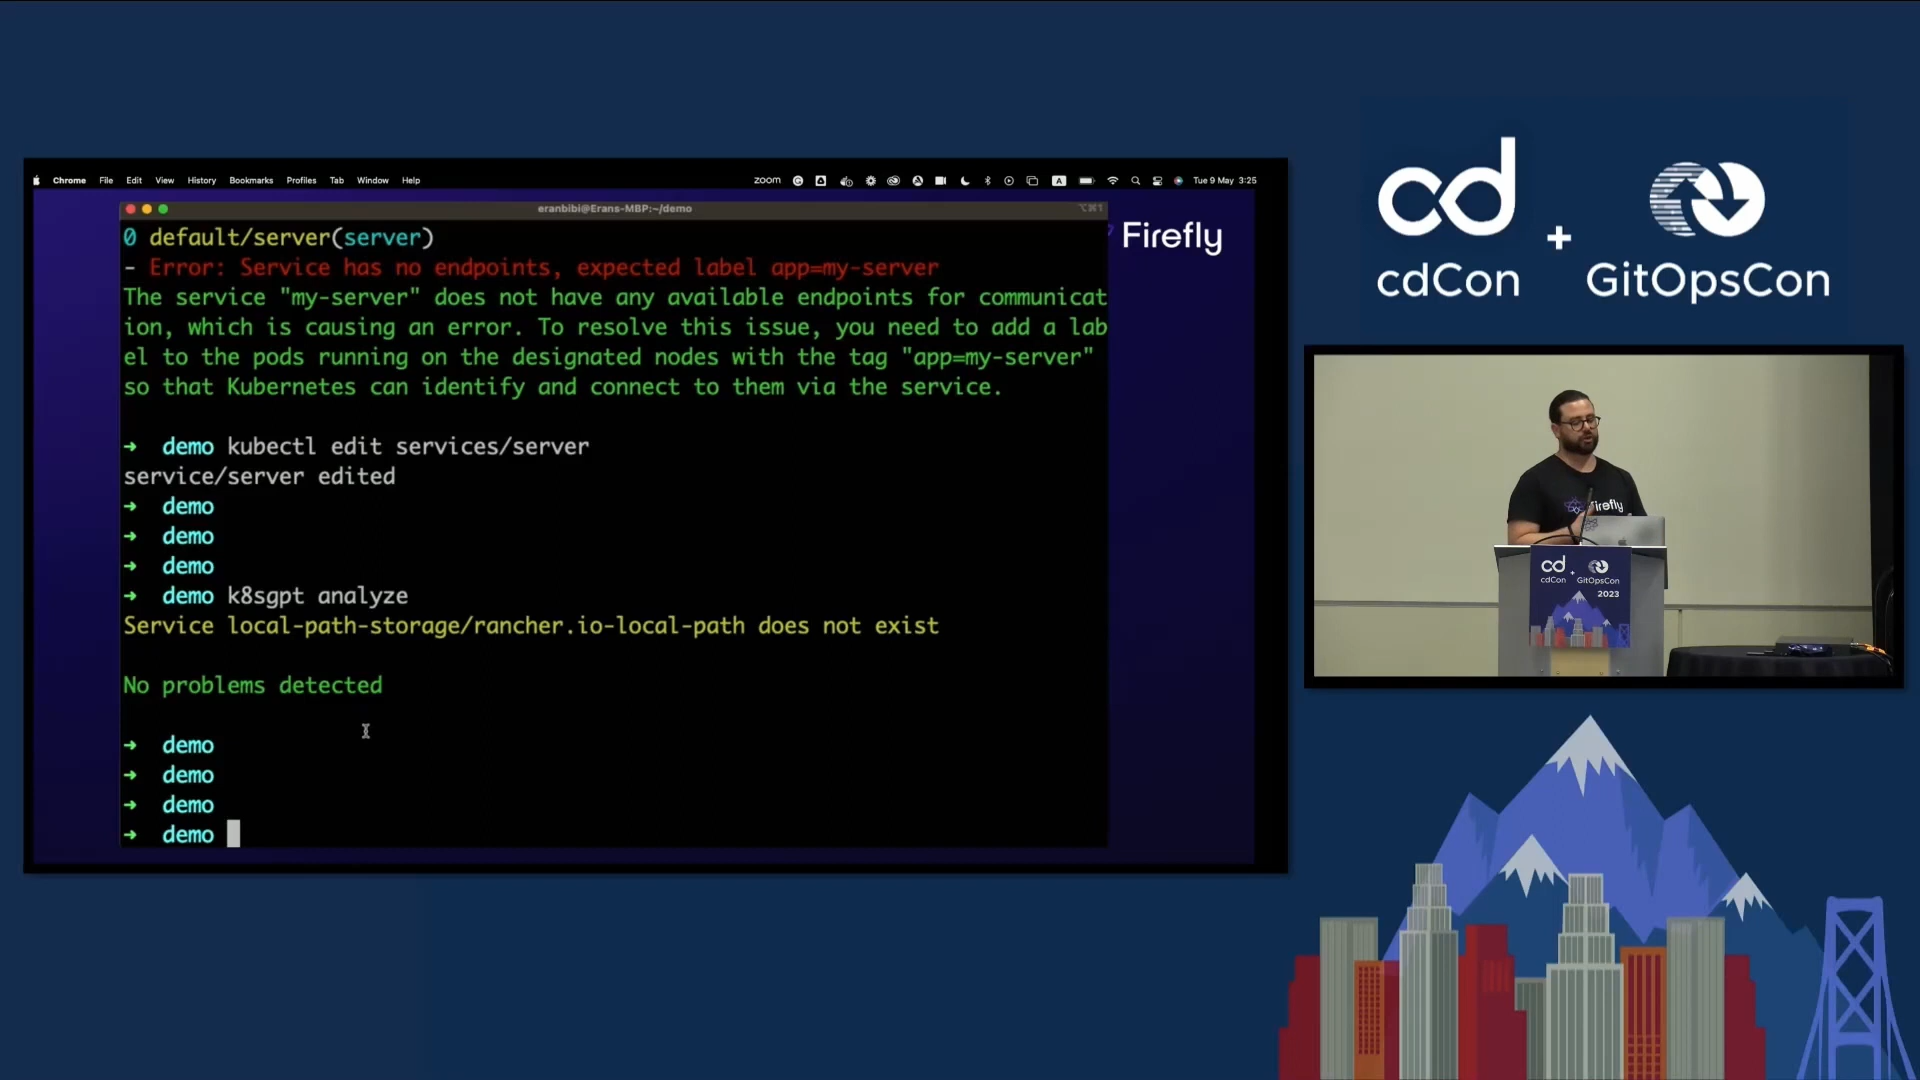 Chrome File Edit View History Bookmarks Profiles Tab Window Help
zoom
A
Tue 9 May 3:25
eranbibi@Erans-MBP:~/demo
⌥⌘1
0 default/server(server)
- Error: Service has no endpoints, expected label app=my-server
The service "my-server" does not have any available endpoints for communicat
ion, which is causing an error. To resolve this issue, you need to add a lab
el to the pods running on the designated nodes with the tag "app=my-server"
so that Kubernetes can identify and connect to them via the service.
→ demo kubectl edit services/server
service/server edited
→ demo
→ demo
→ demo
→ demo k8sgpt analyze
Service local-path-storage/rancher.io-local-path does not exist
No problems detected
→ demo
→ demo
→ demo
→ demo
Firefly
cd
cdCon
+
GitOpsCon
Firefly
cd
cdCon
+
GitOpsCon
2023